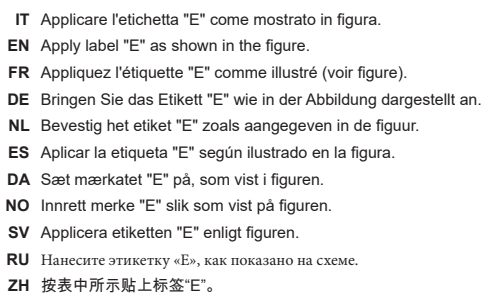 IT Applicare l'etichetta "E" come mostrato in figura.
EN Apply label "E" as shown in the figure.
FR Appliquez l'étiquette "E" comme illustré (voir figure).
DE Bringen Sie das Etikett "E" wie in der Abbildung dargestellt an.
NL Bevestig het etiket "E" zoals aangegeven in de figuur.
ES Aplicar la etiqueta "E" según ilustrado en la figura.
DA Sæt mærkatet "E" på, som vist i figuren.
NO Innrett merke "E" slik som vist på figuren.
SV Applicera etiketten "E" enligt figuren.
RU Нанесите этикетку «Е», как показано на схеме.
ZH 按表中所示贴上标签“E”。